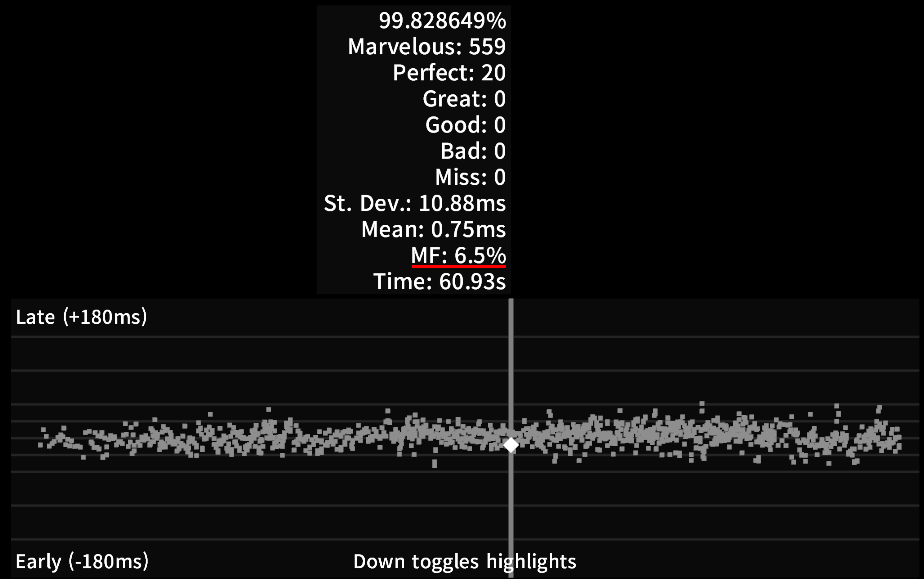 99.828649%
Marvelous: 559
Perfect: 20
Great: 0
Good: 0
Bad: 0
Miss: 0
St. Dev.: 10.88ms
Mean: 0.75ms
MF: 6.5%
Time: 60.93s
Late (+180ms)
Early (-180ms)
Down toggles highlights